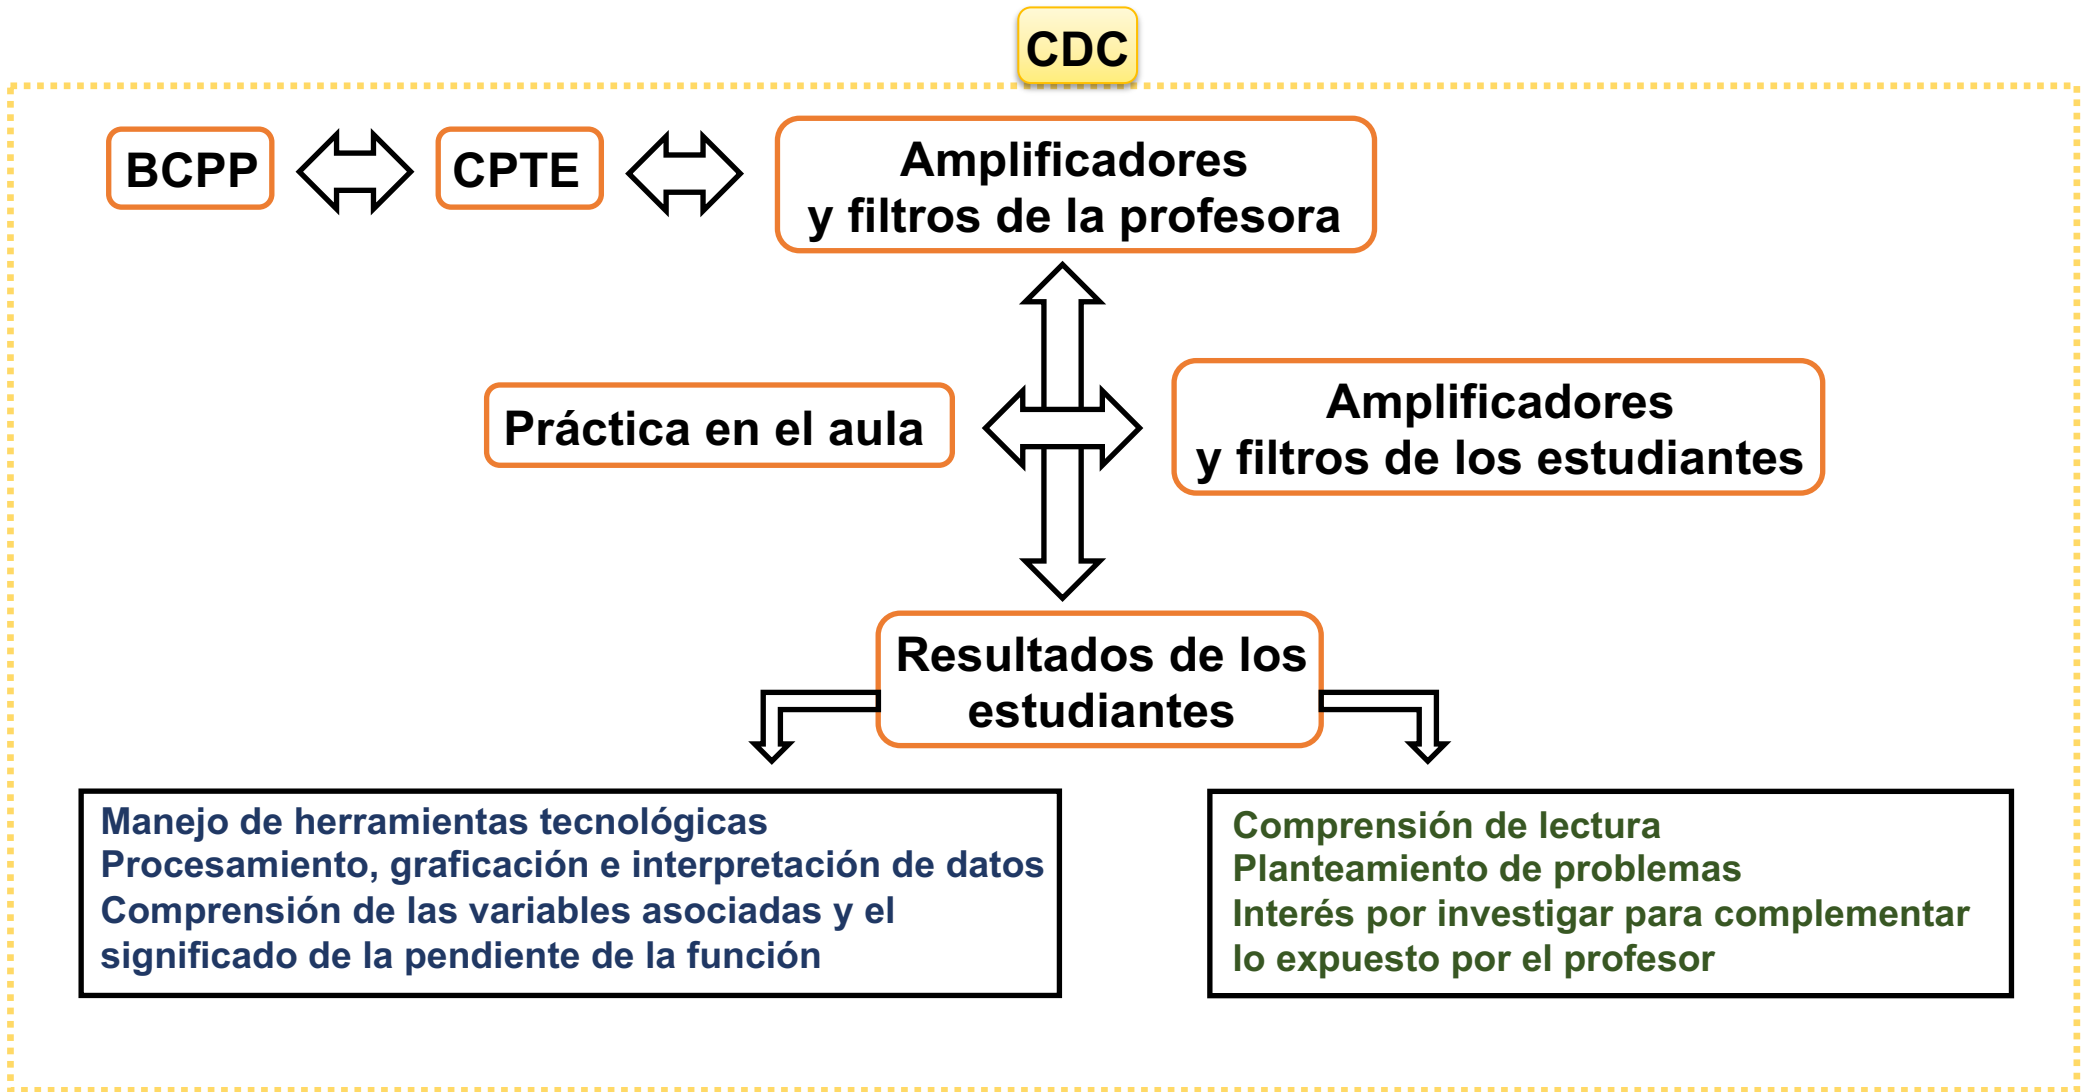 CDC
BCPP
CPTE
Amplificadores
y filtros de la profesora
Práctica en el aula
Amplificadores
y filtros de los estudiantes
Resultados de los
estudiantes
Manejo de herramientas tecnológicas
Procesamiento, graficación e interpretación de datos
Comprensión de las variables asociadas y el
significado de la pendiente de la función
Comprensión de lectura
Planteamiento de problemas
Interés por investigar para complementar
lo expuesto por el profesor